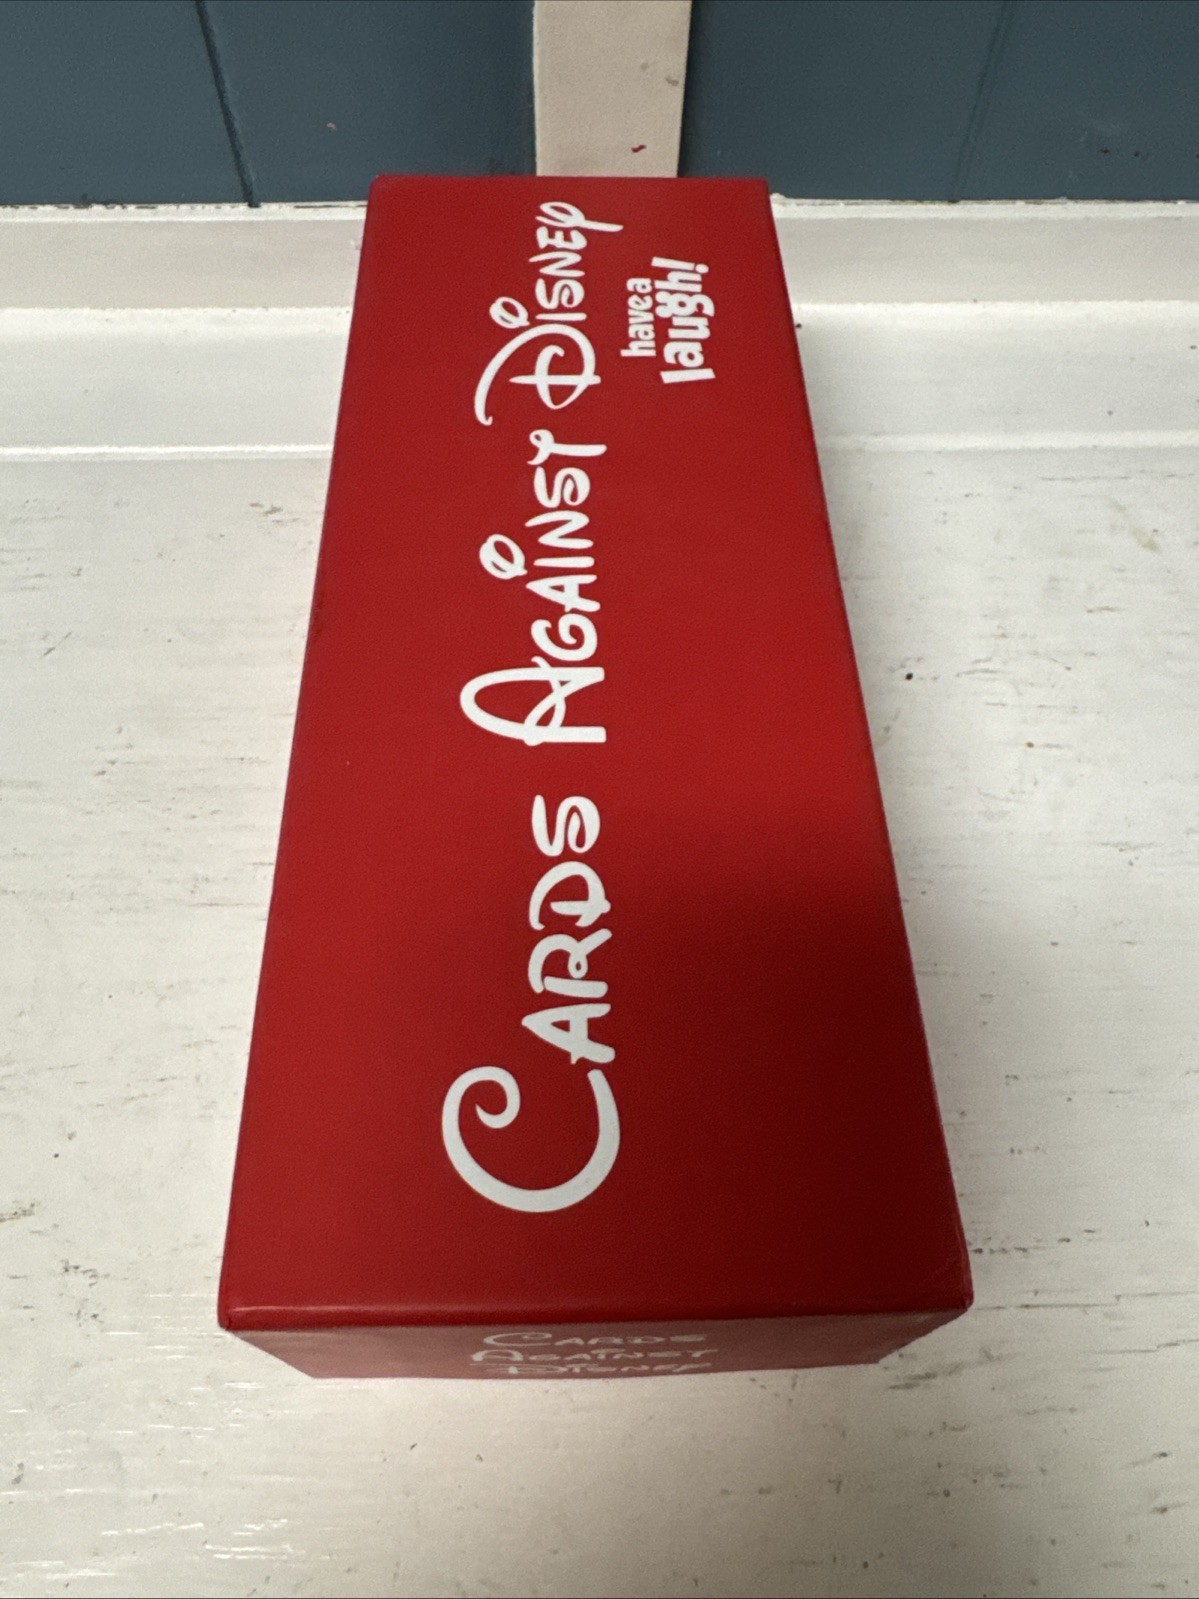 Cards Against Disney
have a
laugh!
Cards
Against
Disney